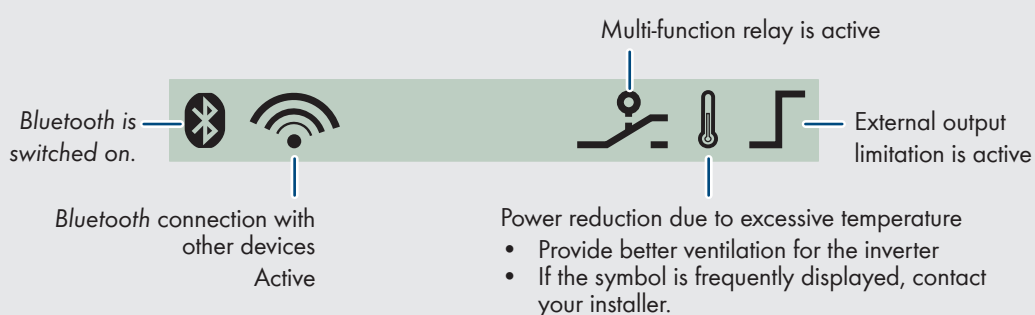 Multi-function relay is active
Bluetooth is
switched on.
External output
limitation is active
Bluetooth connection with
other devices
Active
Power reduction due to excessive temperature
• Provide better ventilation for the inverter
• If the symbol is frequently displayed, contact
your installer.